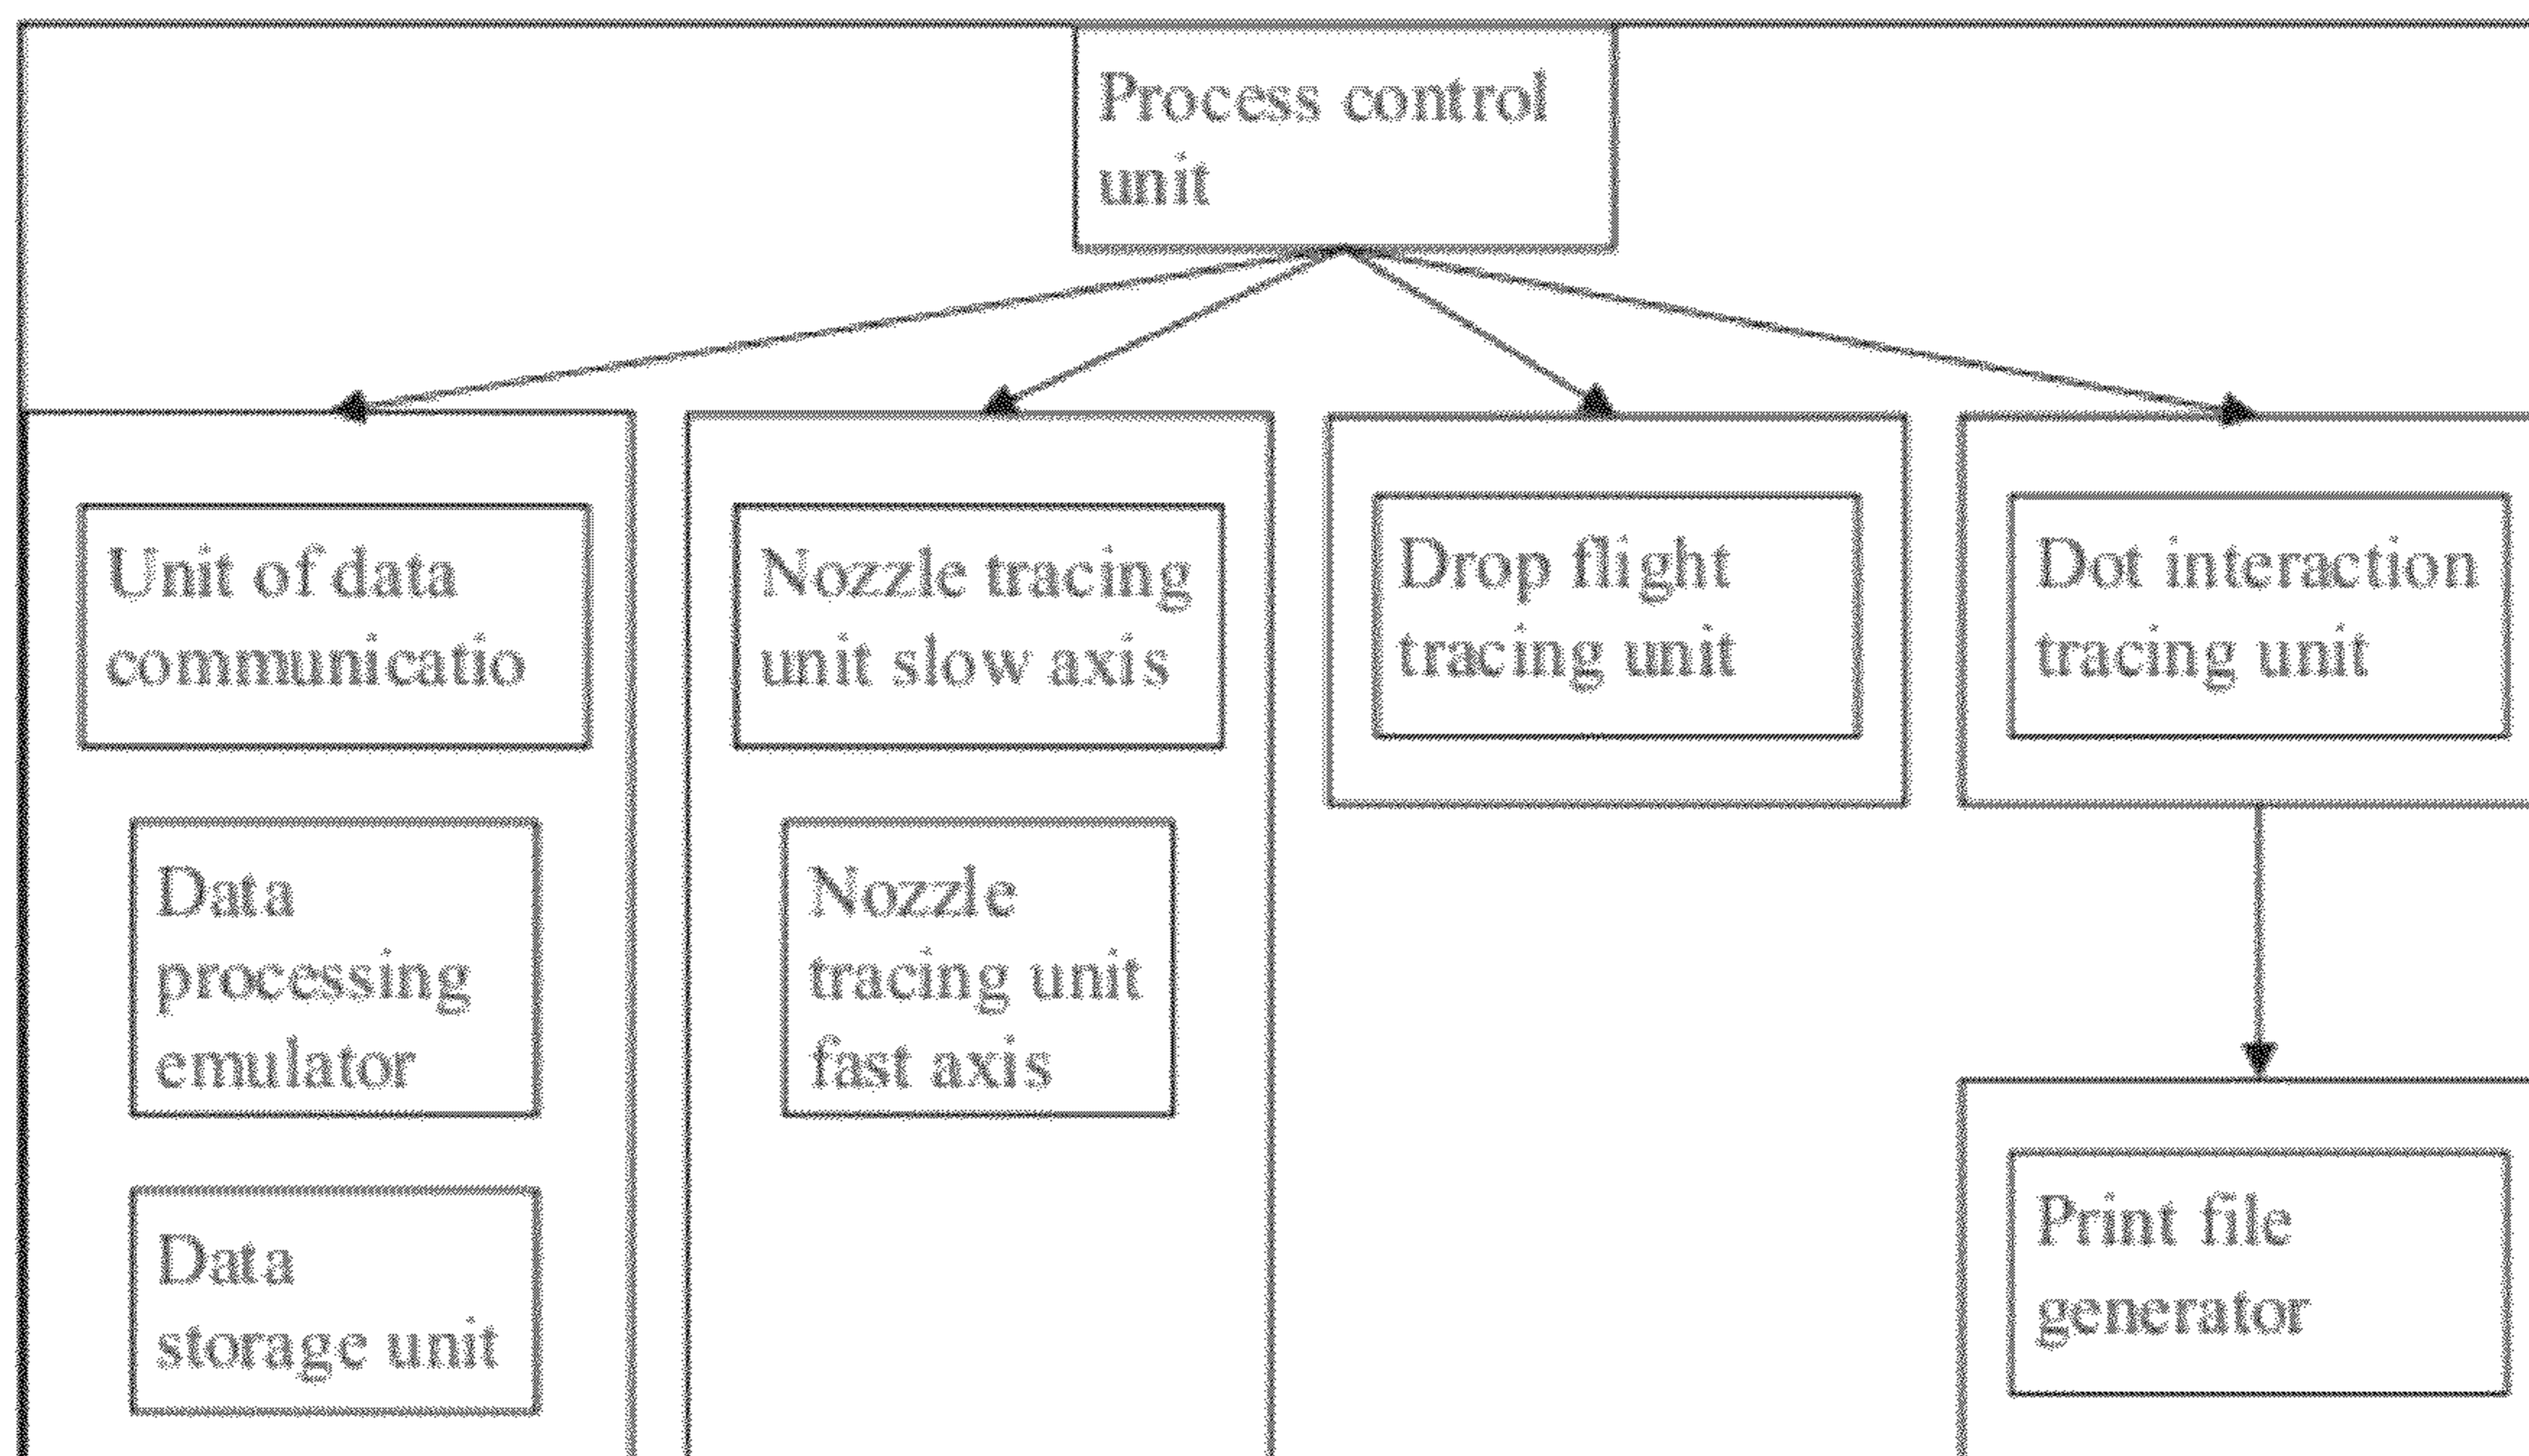 Process control
unit
Unit of data
communicatio
Data
processing
emulator
Data
storage unit
Nozzle tracing
unit slow axis
Nozzle
tracing unit
fast axis
Drop flight
tracing unit
Dot interaction
tracing unit
Print file
generator